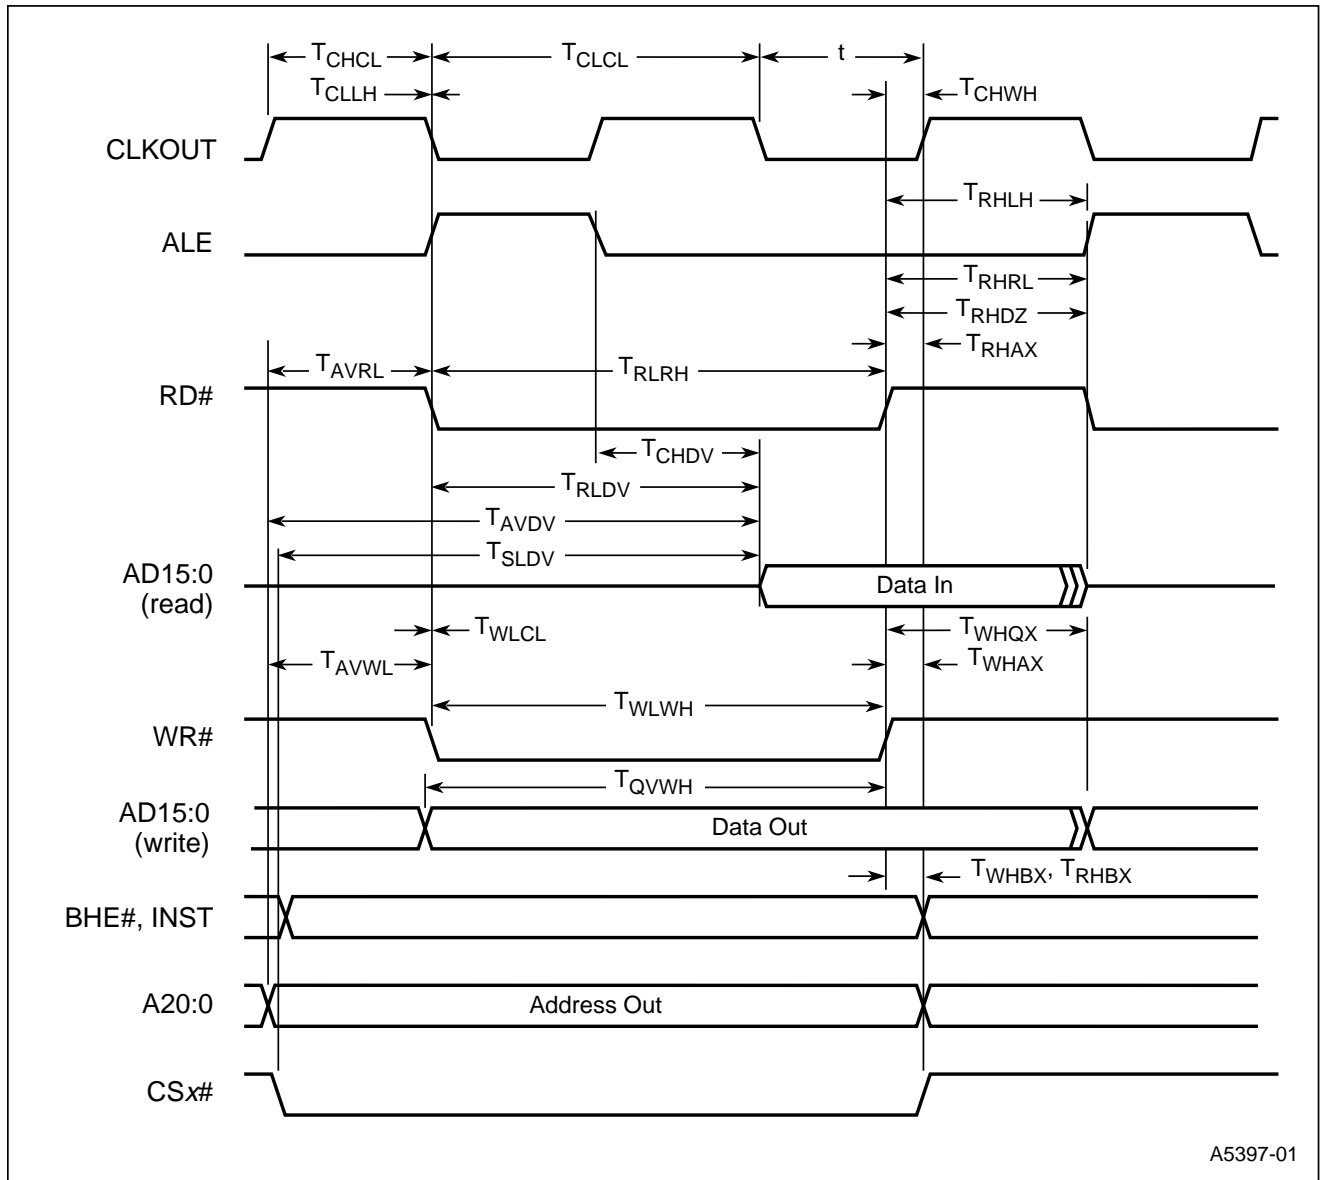 T_CHCL T_CLCL t
T_CLLH T_CHWH
CLKOUT
T_RHLH
ALE
T_RHRL
T_RHDZ
T_RHAX
T_AVRL T_RLRH
RD#
T_CHDV
T_RLDV
T_AVDV
T_SLDV
AD15:0
(read)
Data In
T_WLCL T_WHQX
T_AVWL T_WHAX
T_WLWH
WR#
T_QVWH
AD15:0
(write)
Data Out
T_WHBX, T_RHBX
BHE#, INST
A20:0 Address Out
CSx#
A5397-01